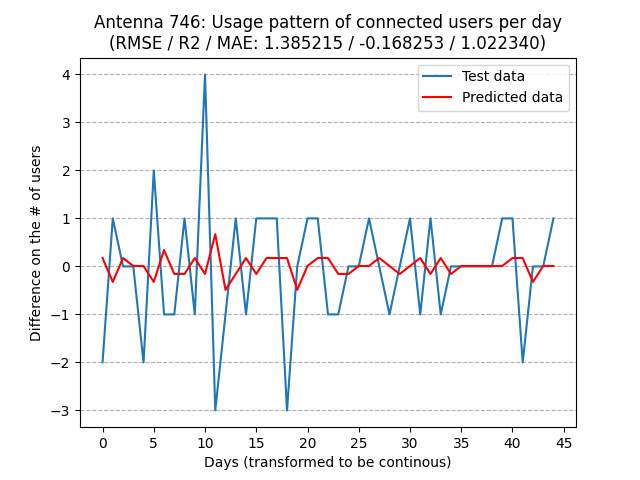 Antenna 746: Usage pattern of connected users per day
(RMSE / R2 / MAE: 1.385215 / -0.168253 / 1.022340)
Test data
Predicted data
4
3
2
1
0
−1
−2
−3
Difference on the # of users
0 5 10 15 20 25 30 35 40 45
Days (transformed to be continous)